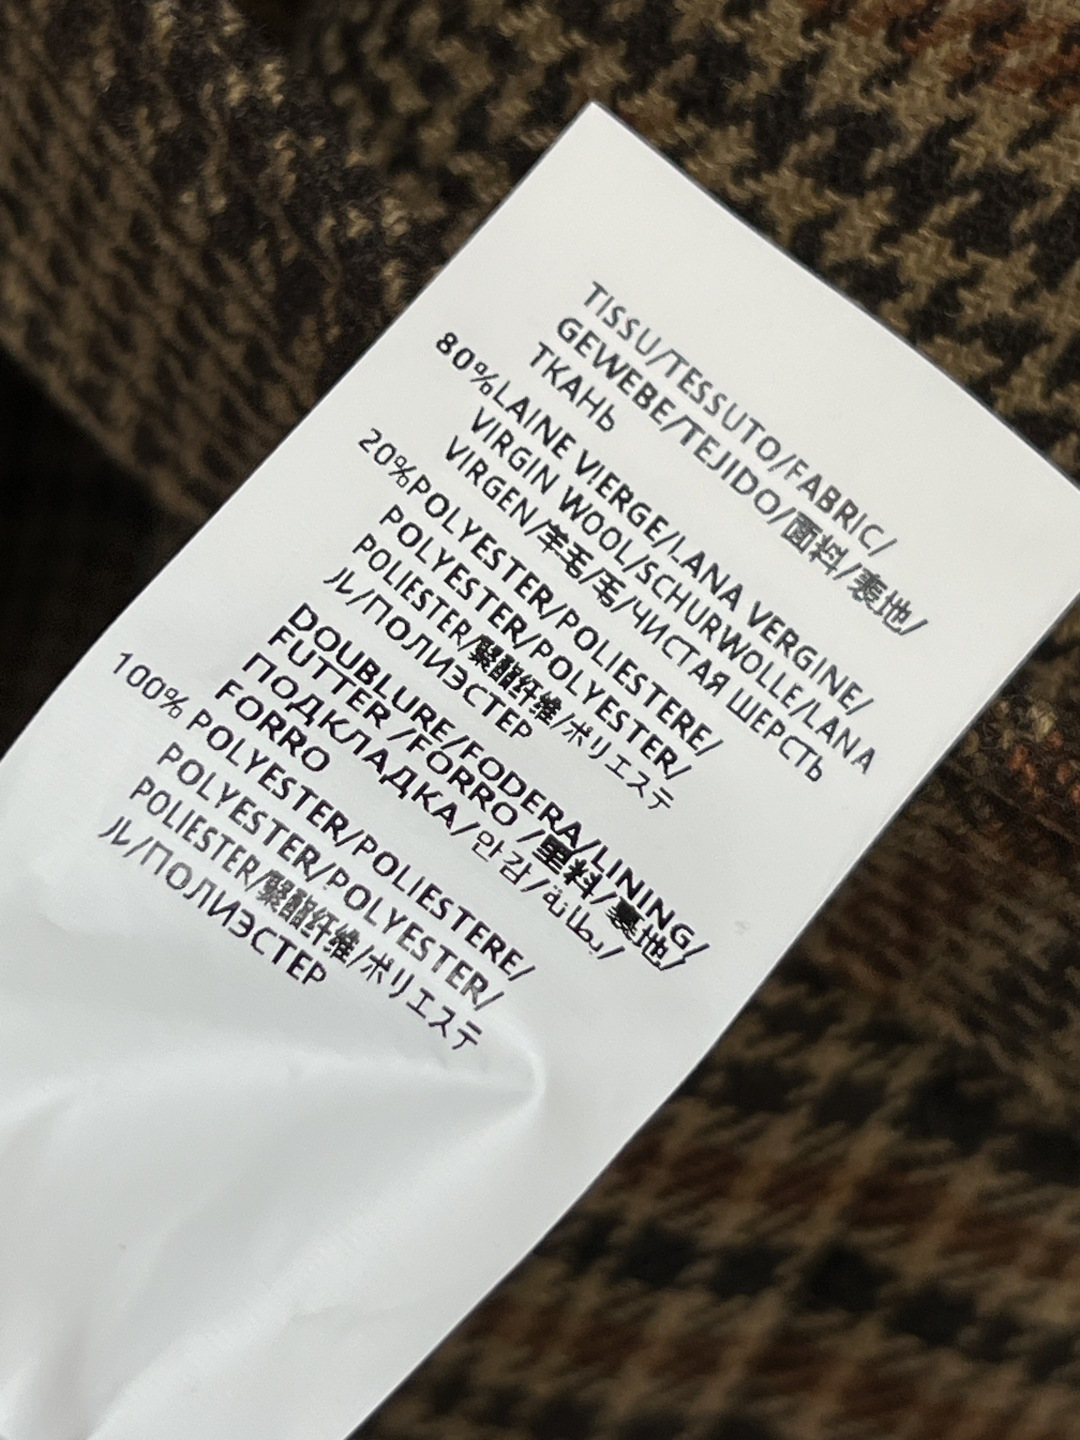 TISSU/TESSUTO/FABRIC/
GEWEBE/TEJIDO/面料/表地/
ТКАНЬ
80%LAINE VIERGE/LANA VERGINE/
VIRGIN WOOL/SCHURWOLLE/LANA
VIRGEN/羊毛/毛/ЧИСТАЯ ШЕРСТЬ
20%POLYESTER/POLIESTERE/
POLYESTER/POLYESTER/
POLIESTER/聚酯纤维/ポリエステ
ル/ПОЛИЭСТЕР
DOUBLURE/FODERA/LINING/
FUTTER /FORRO /里料/裏地/
ПОДКЛАДКА/안감/بطانة/
FORRO
100% POLYESTER/POLIESTERE/
POLYESTER/POLYESTER/
POLIESTER/聚酯纤维/ポリエステ
ル/ПОЛИЭСТЕР